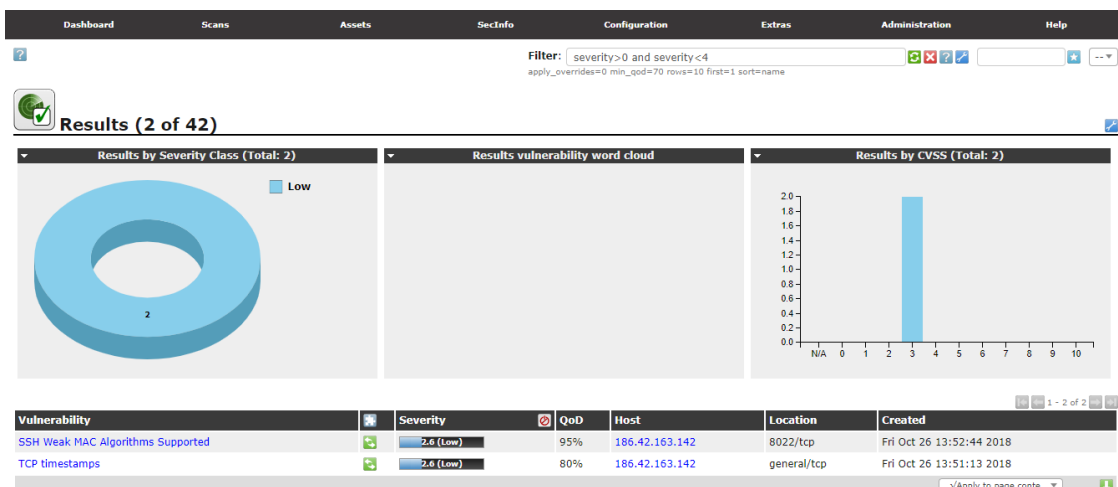 Dashboard Scans Assets SecInfo Configuration Extras Administration Help
? Filter: severity>0 and severity<4 ? --
apply_overrides=0 min_qod=70 rows=10 first=1 sort=name
Results (2 of 42)
Results by Severity Class (Total: 2) Results vulnerability word cloud Results by CVSS (Total: 2)
Low
2
2.0
1.8
1.6
1.4
1.2
1.0
0.8
0.6
0.4
0.2
0.0
N/A 0 1 2 3 4 5 6 7 8 9 10
1 - 2 of 2
Vulnerability Severity QoD Host Location Created
SSH Weak MAC Algorithms Supported 2.6 (Low) 95% 186.42.163.142 8022/tcp Fri Oct 26 13:52:44 2018
TCP timestamps 2.6 (Low) 80% 186.42.163.142 general/tcp Fri Oct 26 13:51:13 2018
√Apply to page conte